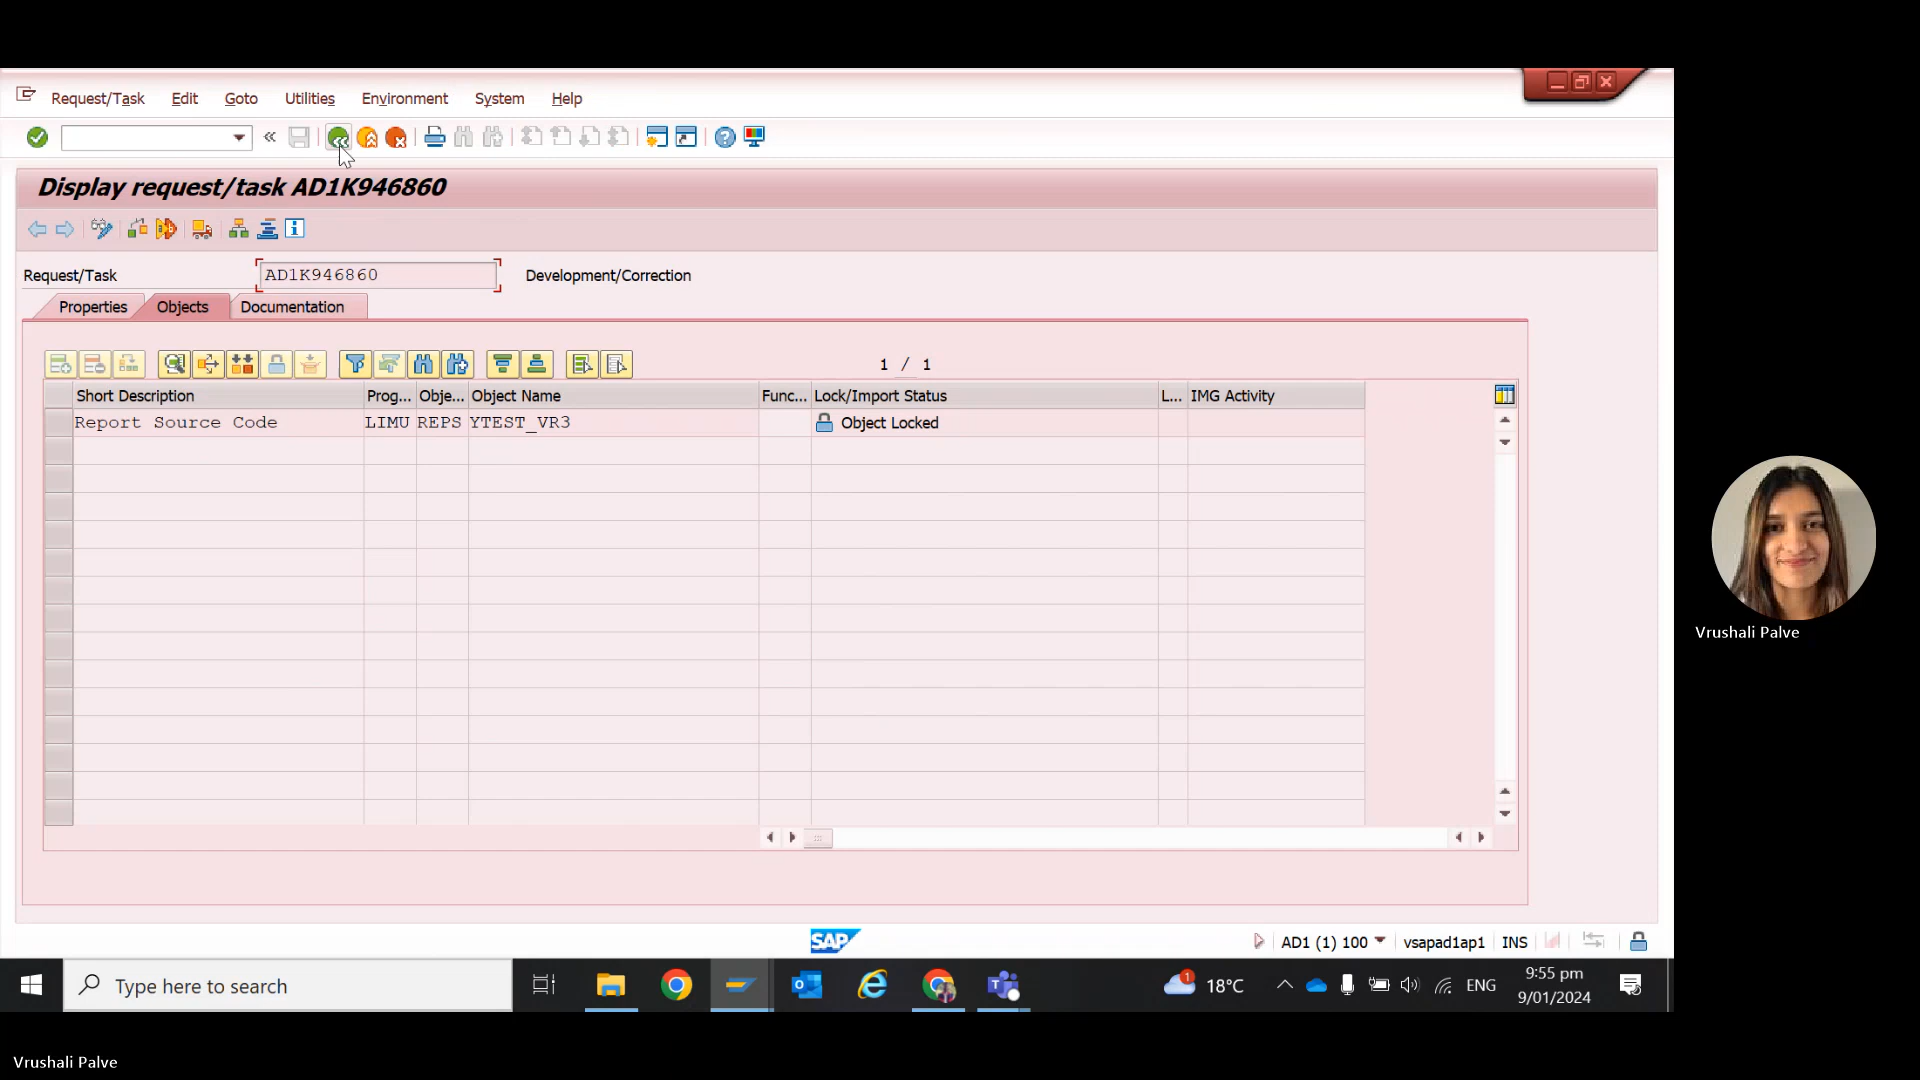 Request/Task Edit Goto Utilities Environment System Help
Display request/task AD1K946860
Request/Task AD1K946860 Development/Correction
Properties Objects Documentation
1 / 1
Short Description Prog... Obje... Object Name Func... Lock/Import Status L... IMG Activity
Report Source Code LIMU REPS YTEST_VR3 Object Locked
Vrushali Palve
SAP AD1 (1) 100 vsapad1ap1 INS
Type here to search 1 18°C ENG 9:55 pm
9/01/2024
Vrushali Palve